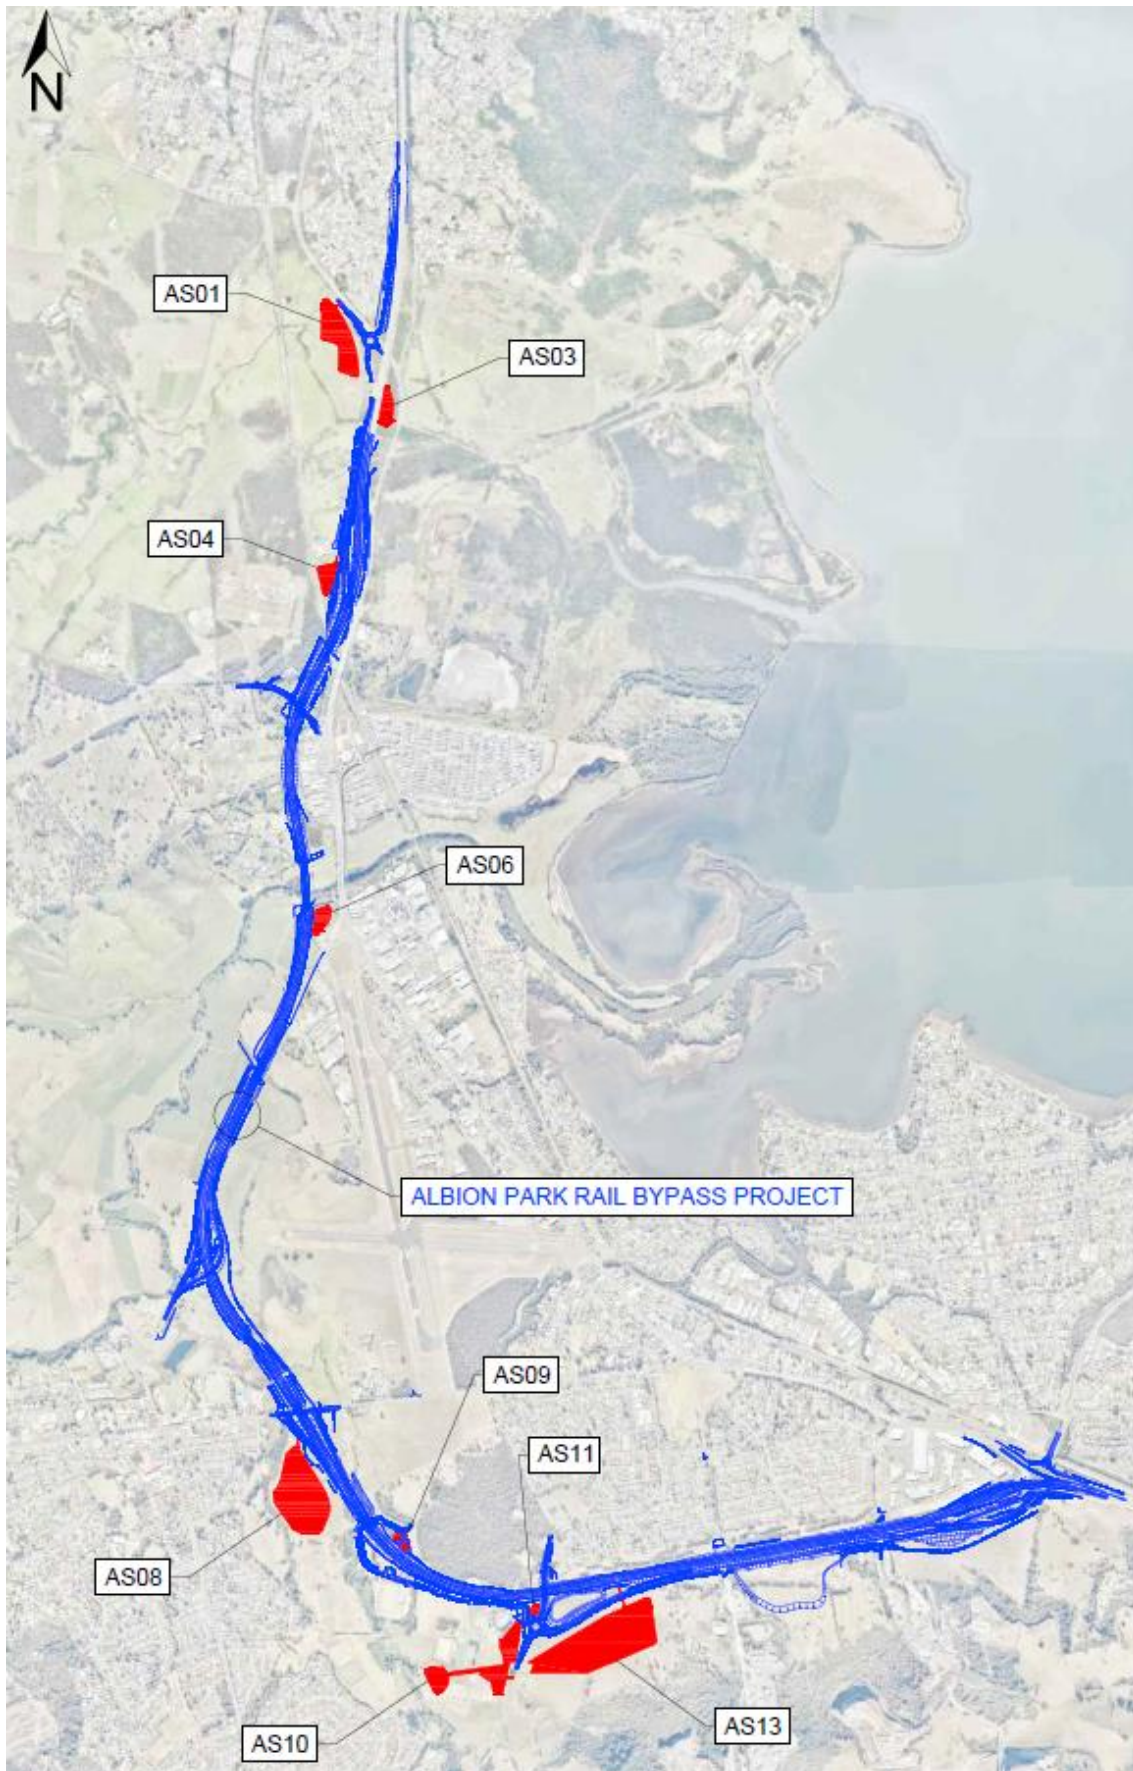 N
AS01
AS03
AS04
AS06
ALBION PARK RAIL BYPASS PROJECT
AS09
AS11
AS08
AS13
AS10